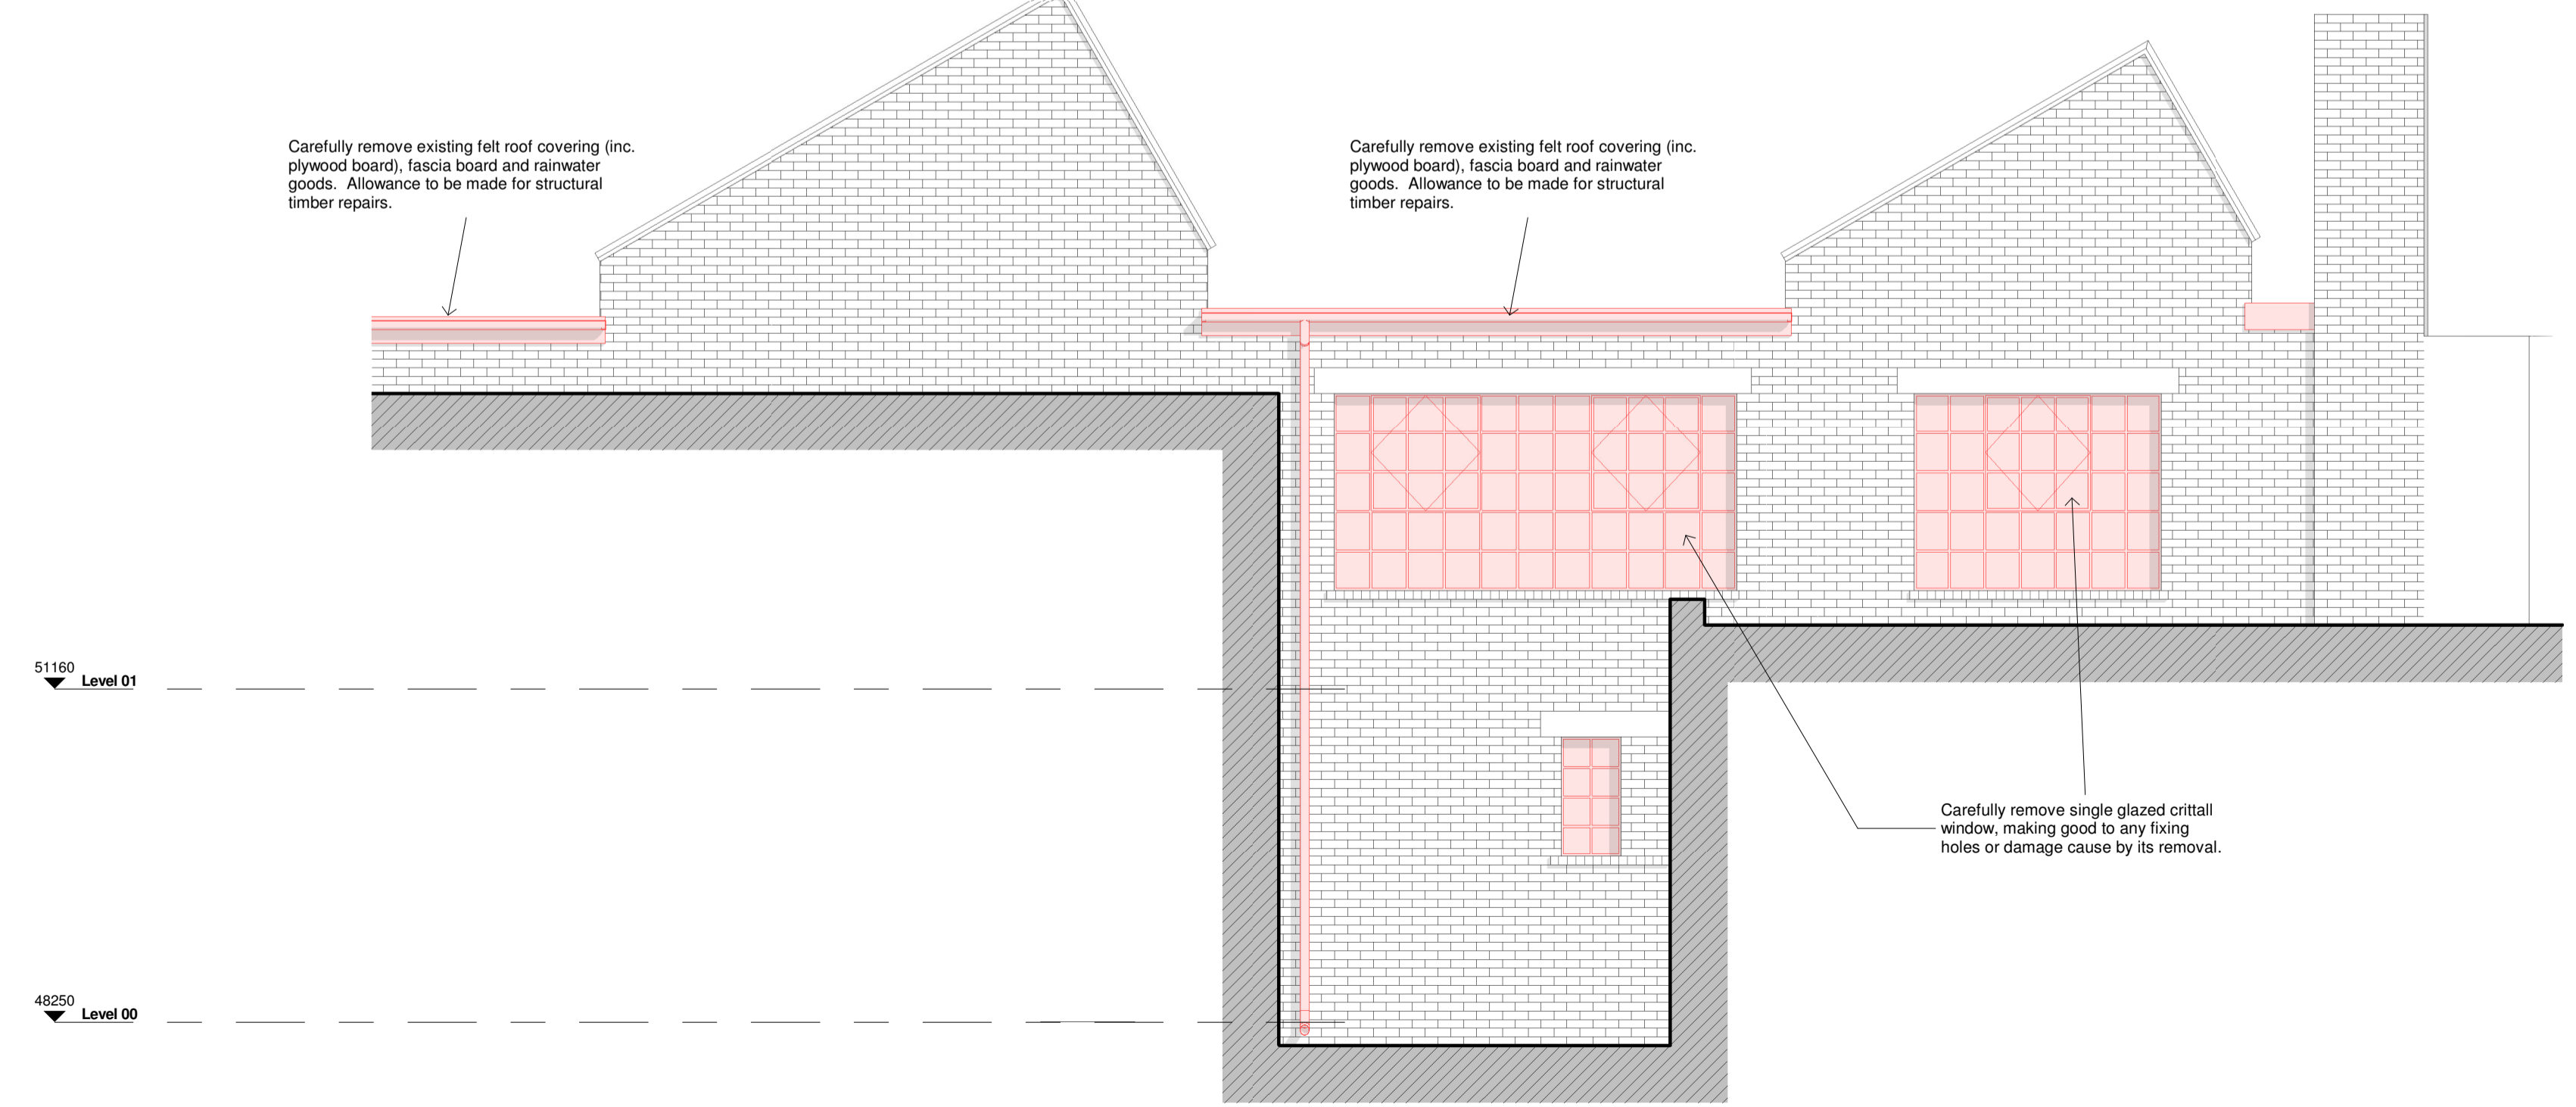 Carefully remove existing felt roof covering (inc.
plywood board), fascia board and rainwater
goods.  Allowance to be made for structural
timber repairs.
Carefully remove existing felt roof covering (inc.
plywood board), fascia board and rainwater
goods.  Allowance to be made for structural
timber repairs.
51160
Level 01
Carefully remove single glazed crittall
window, making good to any fixing
holes or damage cause by its removal.
48250
Level 00